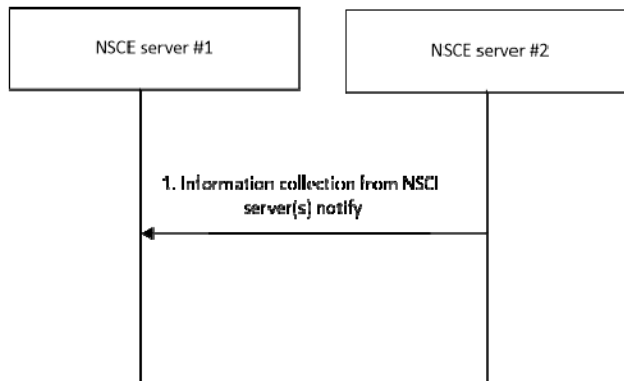 NSCE server #1
NSCE server #2
1. Information collection from NSCI
server(s) notify